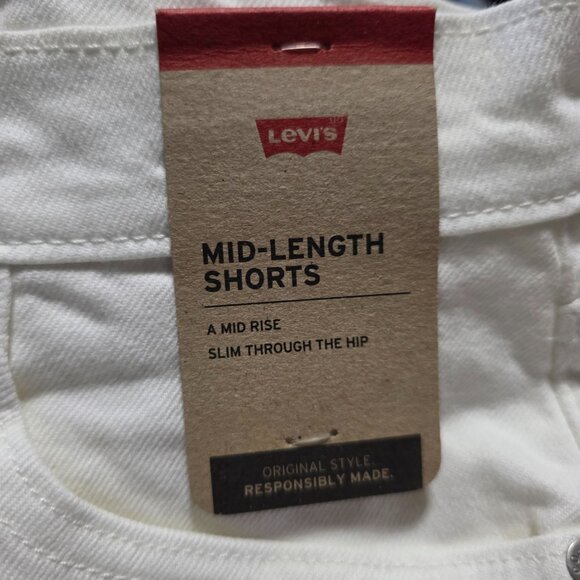 Levi's
MID-LENGTH
SHORTS
A MID RISE
SLIM THROUGH THE HIP
ORIGINAL STYLE.
RESPONSIBLY MADE.